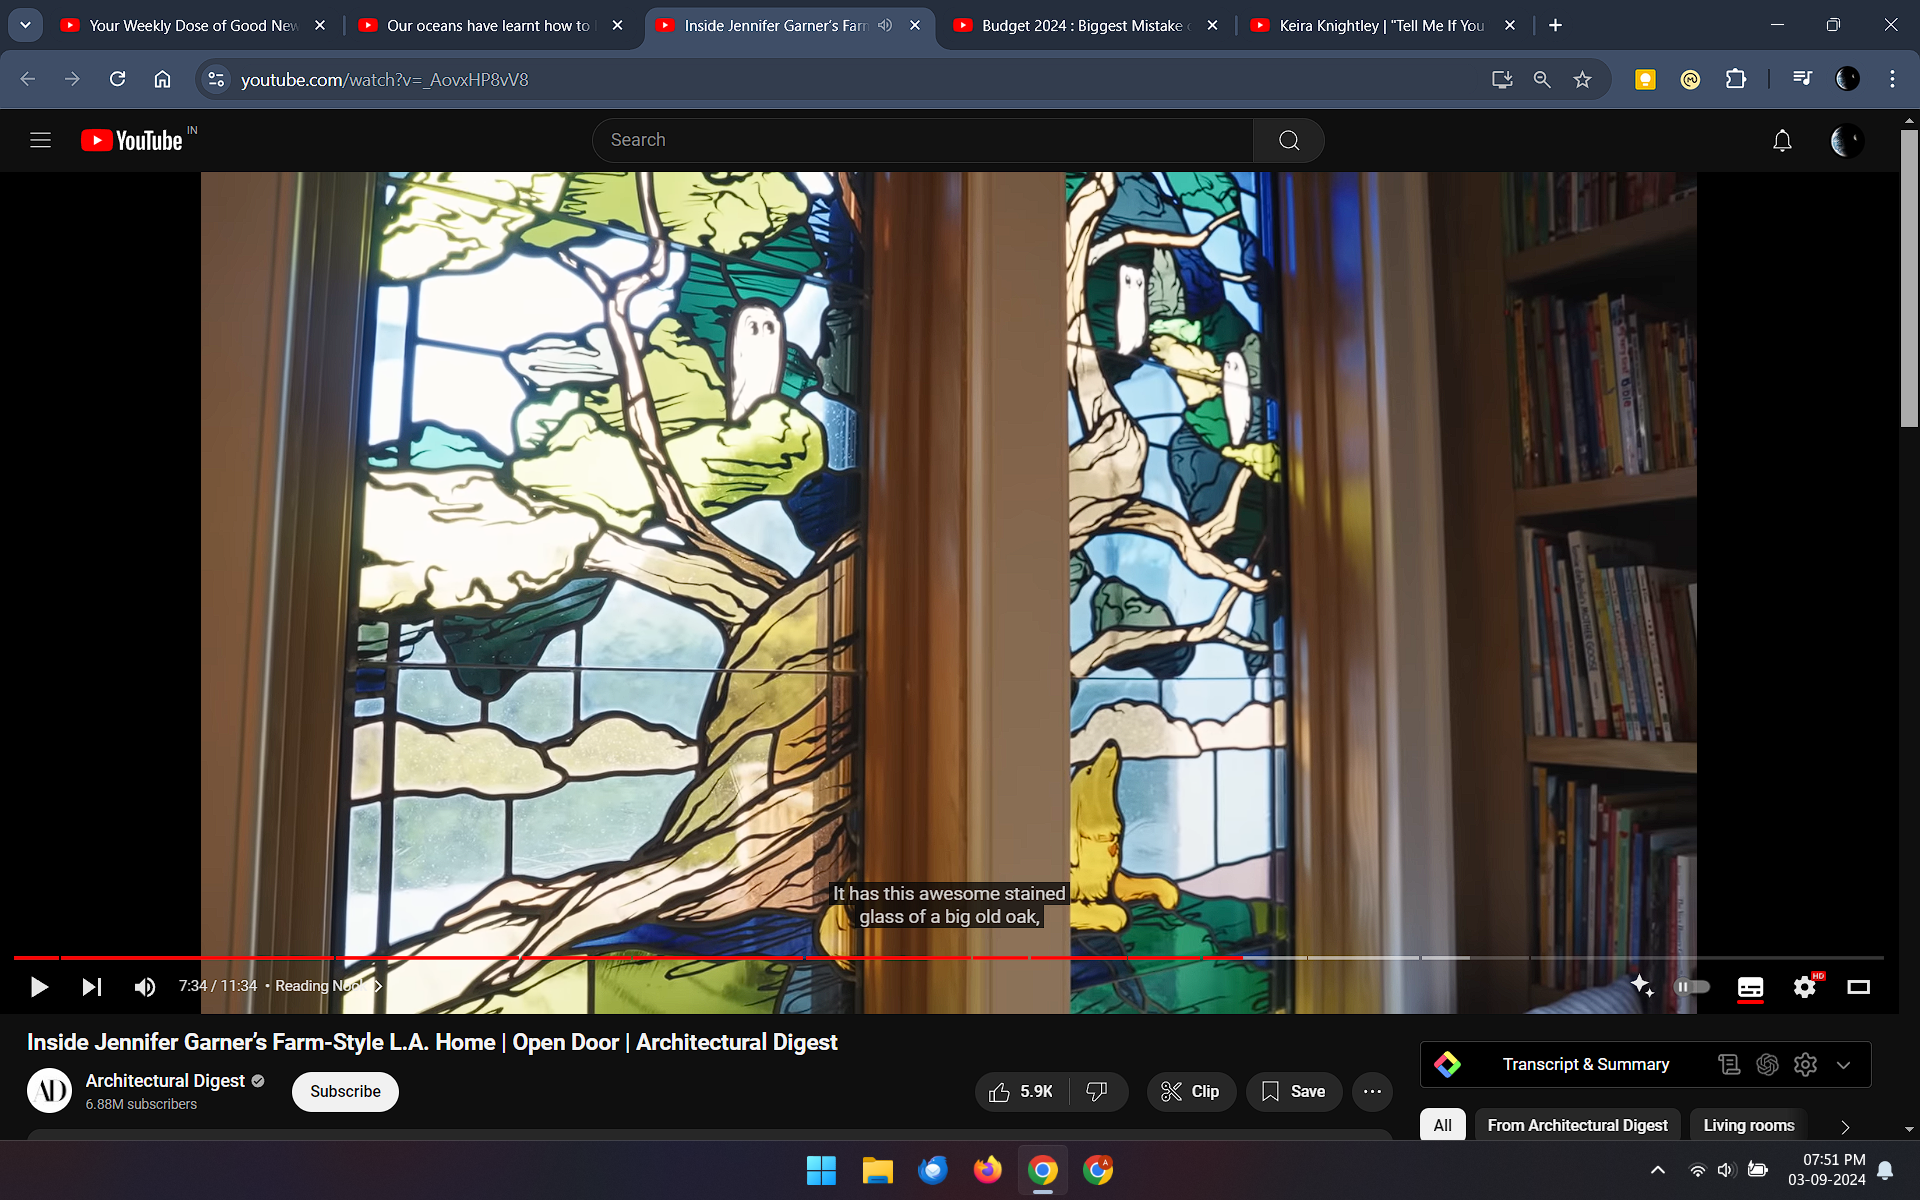 Your Weekly Dose of Good New
Our oceans have learnt how to
Inside Jennifer Garner's Farm
Budget 2024 : Biggest Mistake
Keira Knightley | "Tell Me If You
youtube.com/watch?v=_AovxHP8vV8
YouTube IN
Search
It has this awesome stained
glass of a big old oak,
7:34 / 11:34 • Reading Nook
HD
Inside Jennifer Garner's Farm-Style L.A. Home | Open Door | Architectural Digest
AD
Architectural Digest
6.88M subscribers
Subscribe
5.9K
Clip
Save
Transcript & Summary
All
From Architectural Digest
Living rooms
07:51 PM
03-09-2024